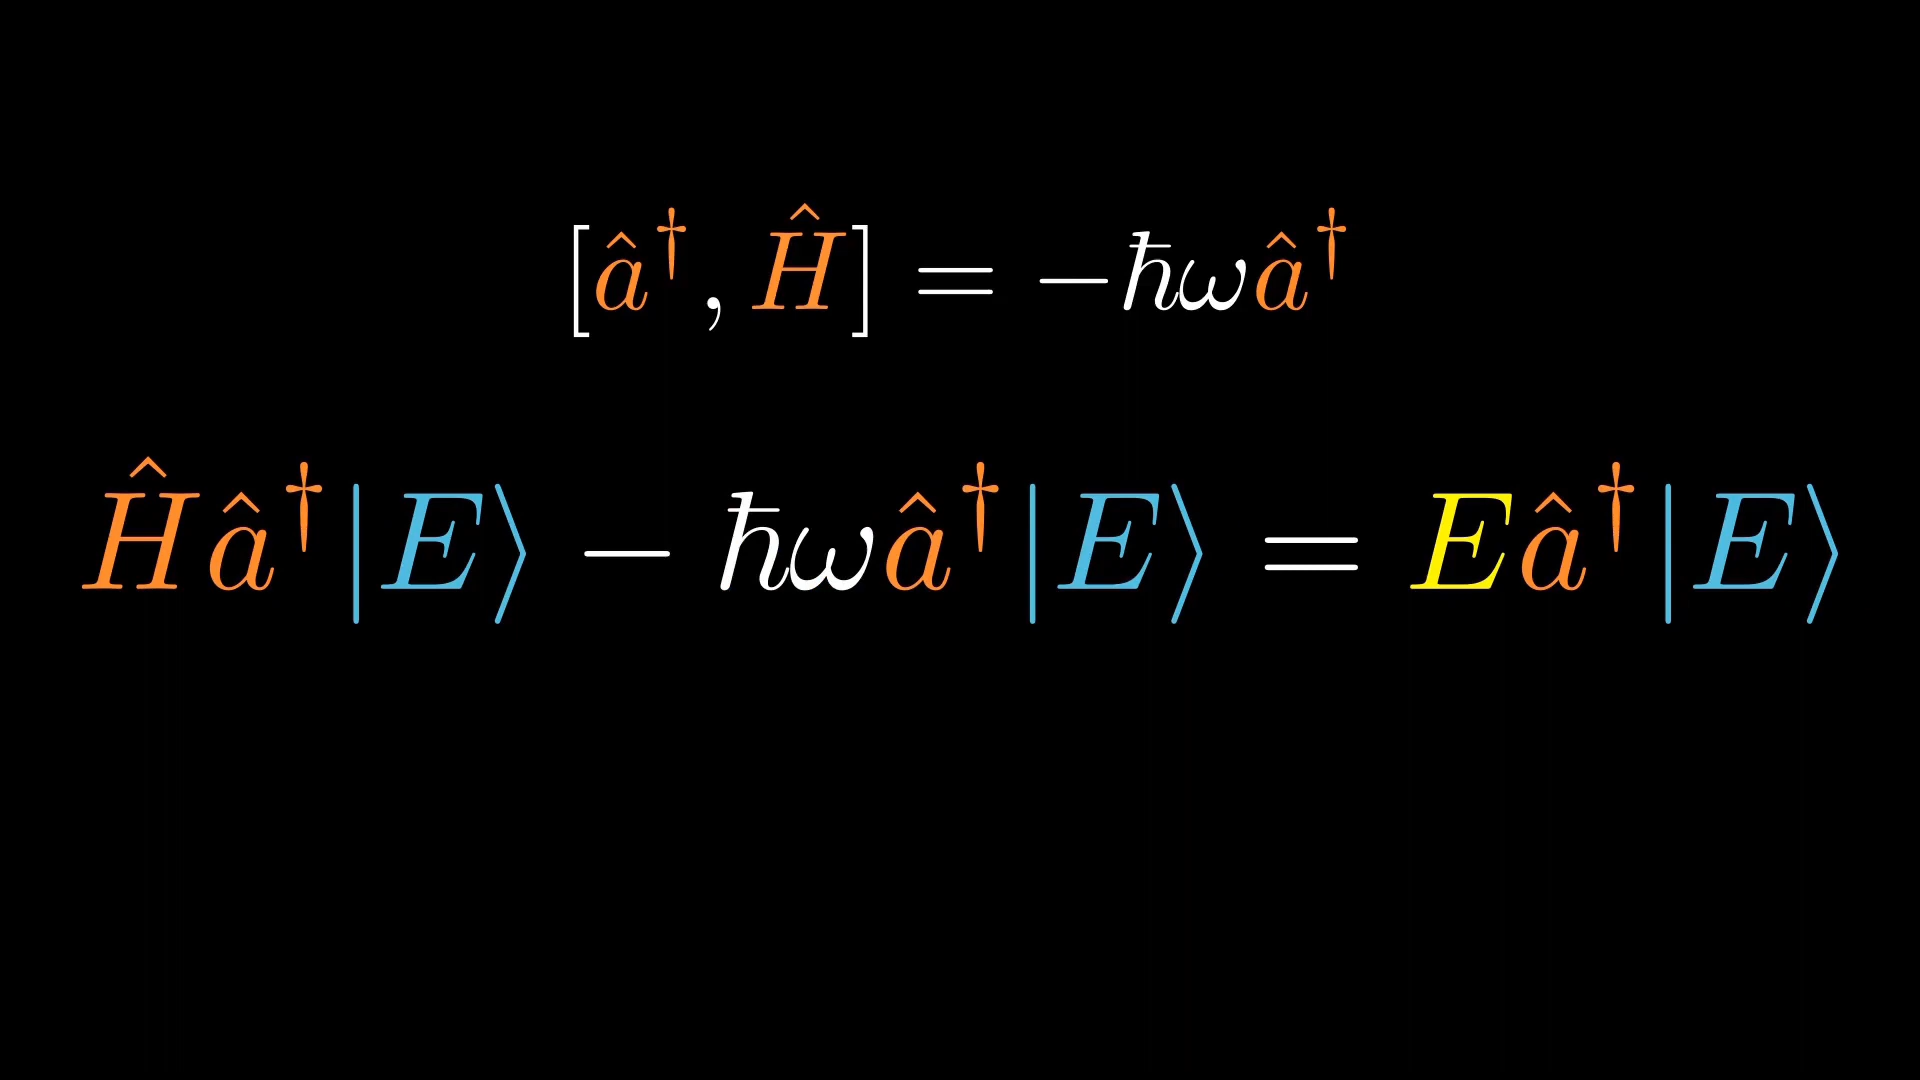 [â†, Ĥ] = −ħωâ†
Ĥâ†|E⟩ − ħωâ†|E⟩ = Eâ†|E⟩